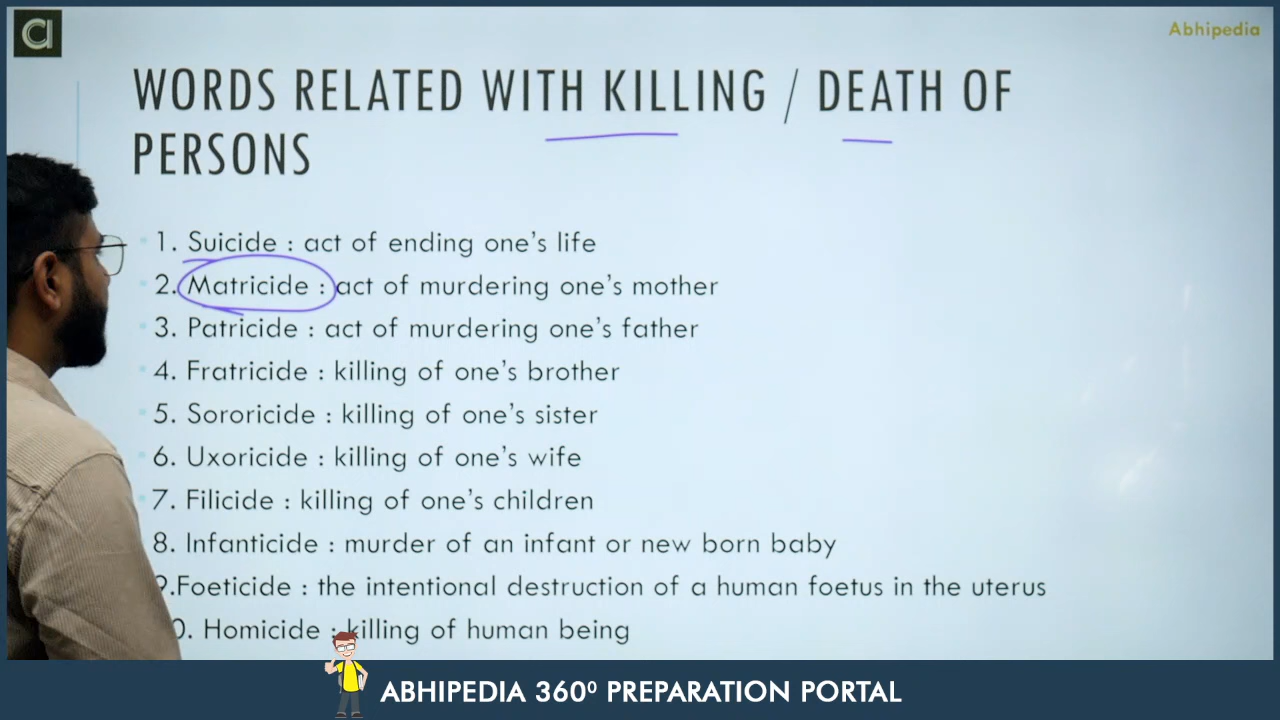 Abhipedia
WORDS RELATED WITH KILLING / DEATH OF
PERSONS
1. Suicide : act of ending one's life
2. Matricide : act of murdering one's mother
3. Patricide : act of murdering one's father
4. Fratricide : killing of one's brother
5. Sororicide : killing of one's sister
6. Uxoricide : killing of one's wife
7. Filicide : killing of one's children
8. Infanticide : murder of an infant or new born baby
9.Foeticide : the intentional destruction of a human foetus in the uterus
0. Homicide : killing of human being
ABHIPEDIA 360⁰ PREPARATION PORTAL